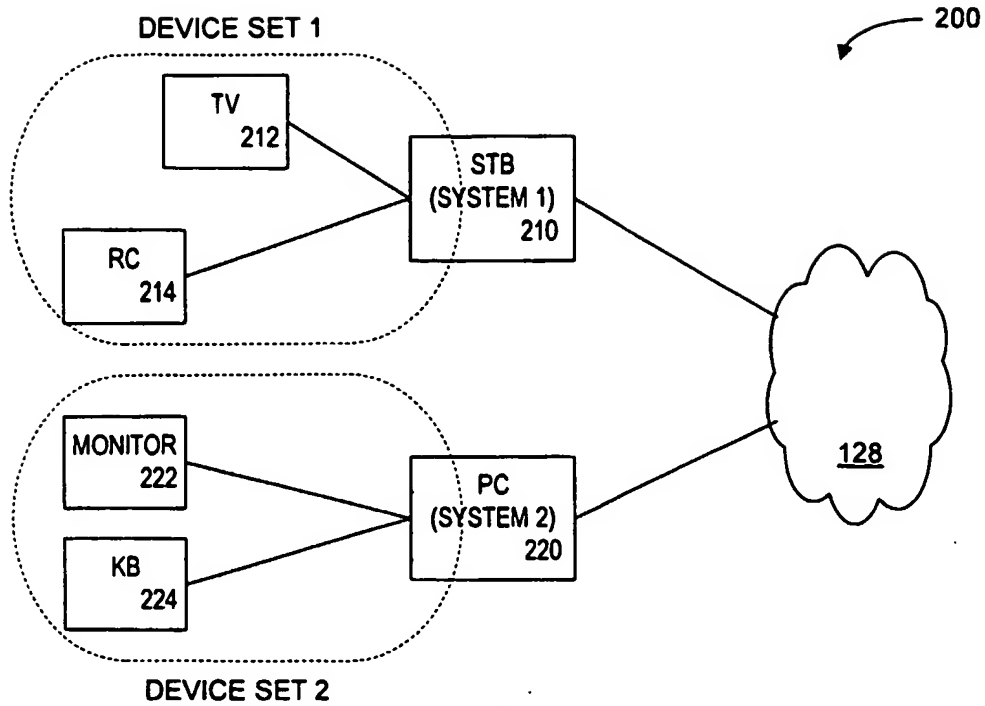 DEVICE SET 1
200
TV
212
STB
(SYSTEM 1)
210
RC
214
MONITOR
222
PC
(SYSTEM 2)
220
128
KB
224
DEVICE SET 2